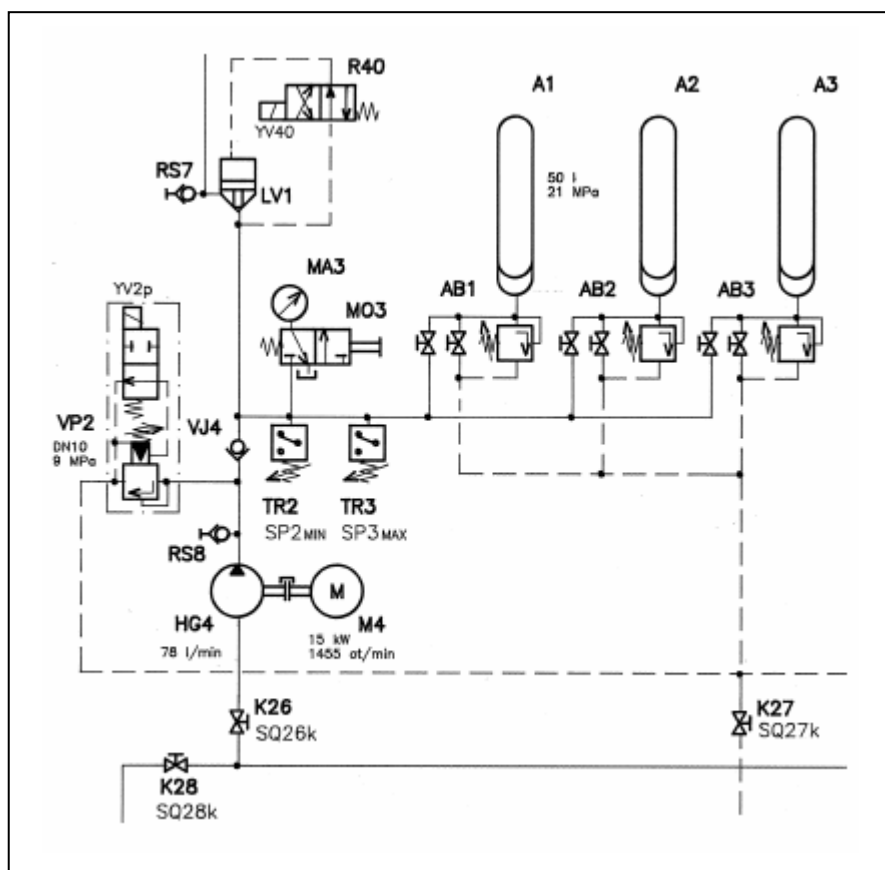 R40
YV40
A1
A2
A3
RS7
LV1
50 l
21 MPa
MA3
YV2p
MO3
AB1
AB2
AB3
VP2
DN10
9 MPa
VJ4
TR2
TR3
SP2MIN
SP3MAX
RS8
M
HG4
M4
78 l/min
15 kW
1455 ot/min
K26
SQ26k
K27
SQ27k
K28
SQ28k